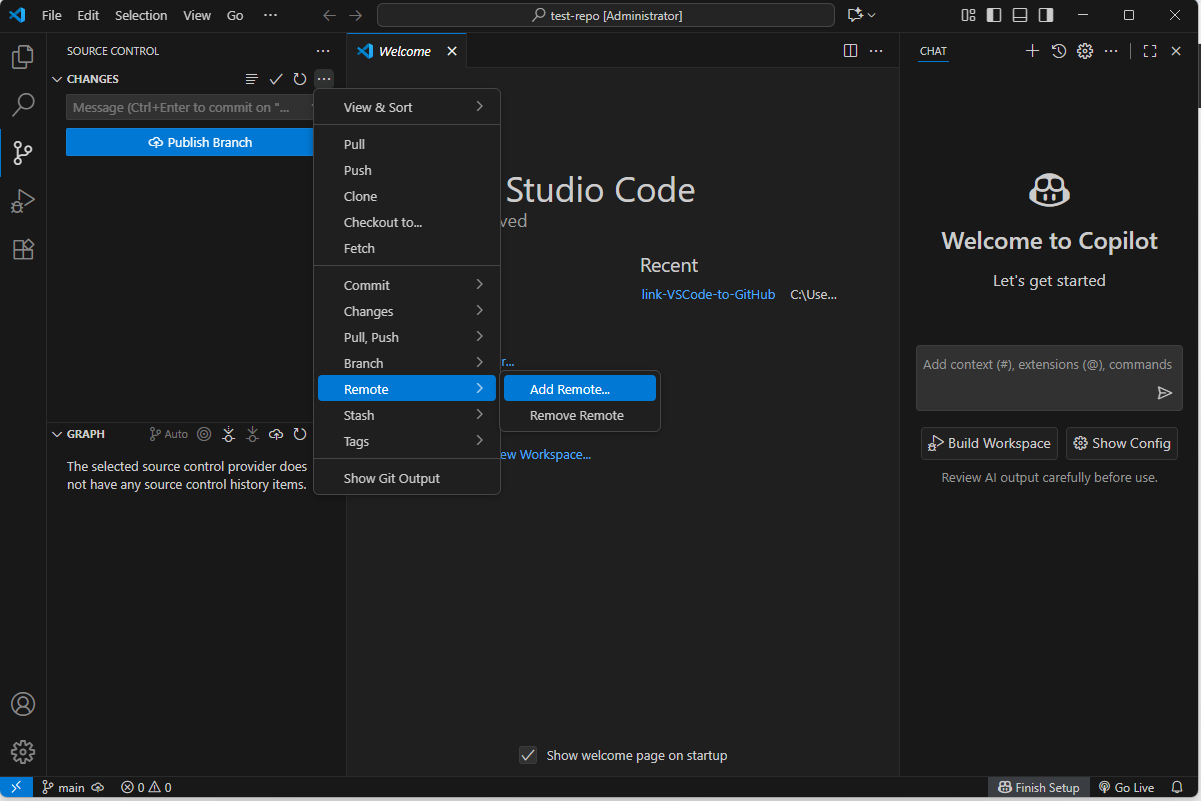 File Edit Selection View Go ···
test-repo [Administrator]
SOURCE CONTROL
Welcome
CHAT
CHANGES
Message (Ctrl+Enter to commit on "...
Publish Branch
View & Sort
Pull
Push
Clone
Checkout to...
Fetch
Commit
Changes
Pull, Push
Branch
Remote
Stash
Tags
Show Git Output
Add Remote...
Remove Remote
Studio Code
ved
Recent
link-VSCode-to-GitHub C:\Use...
r...
ew Workspace...
GRAPH
Auto
The selected source control provider does
not have any source control history items.
Welcome to Copilot
Let's get started
Add context (#), extensions (@), commands
Build Workspace
Show Config
Review AI output carefully before use.
Show welcome page on startup
main
0 0
Finish Setup
Go Live